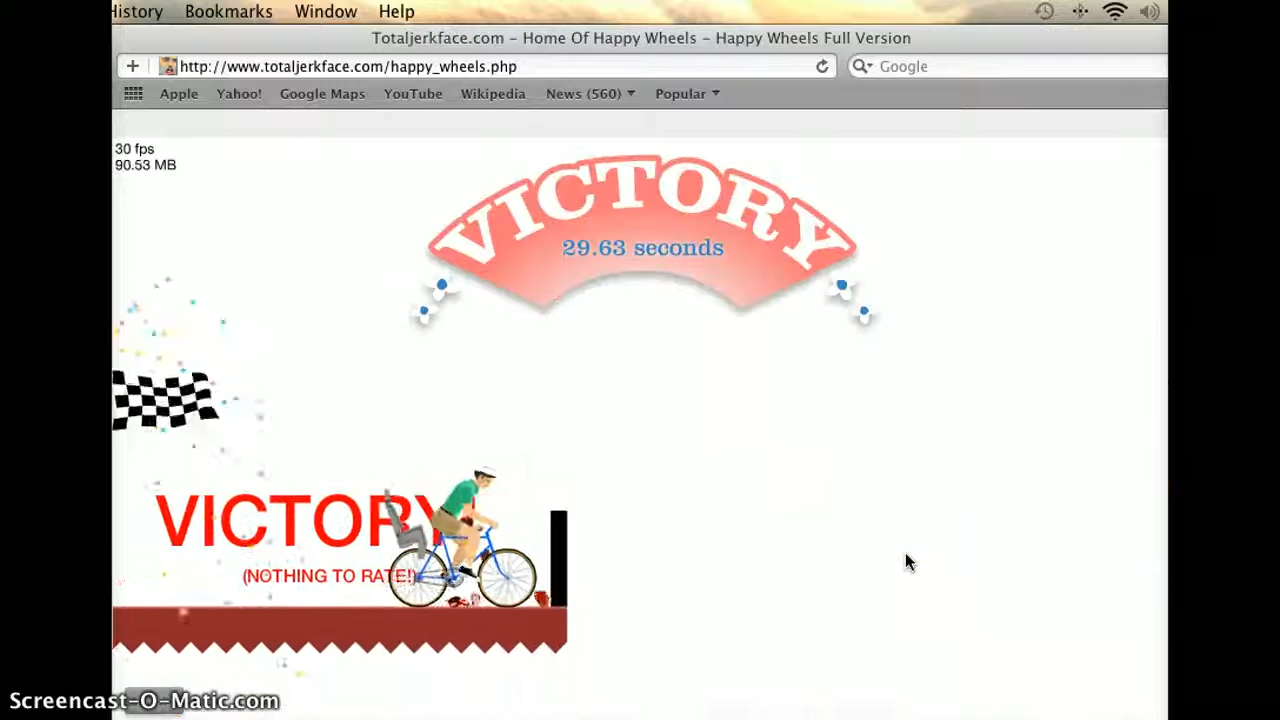 History Bookmarks Window Help
Totaljerkface.com – Home Of Happy Wheels – Happy Wheels Full Version
http://www.totaljerkface.com/happy_wheels.php Google
Apple Yahoo! Google Maps YouTube Wikipedia News (560) Popular
30 fps
90.53 MB
VICTORY
29.63 seconds
VICTORY
(NOTHING TO RATE!)
Screencast-O-Matic.com